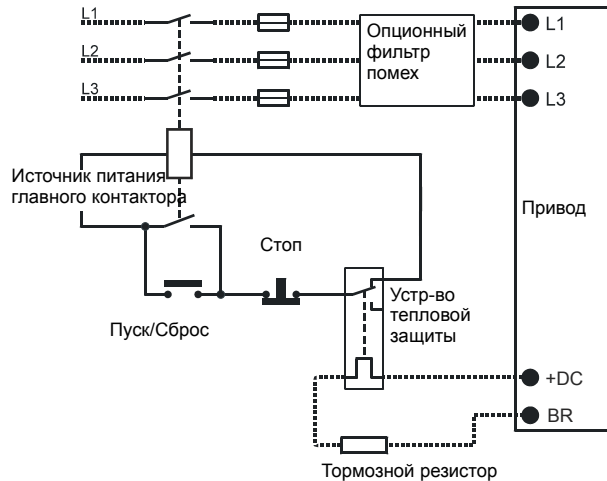 L1
L2
L3
Опционный
фильтр
помех
L1
L2
L3
Источник питания
главного контактора
Привод
Стоп
Пуск/Сброс
Устр-во
тепловой
защиты
+DC
BR
Тормозной резистор